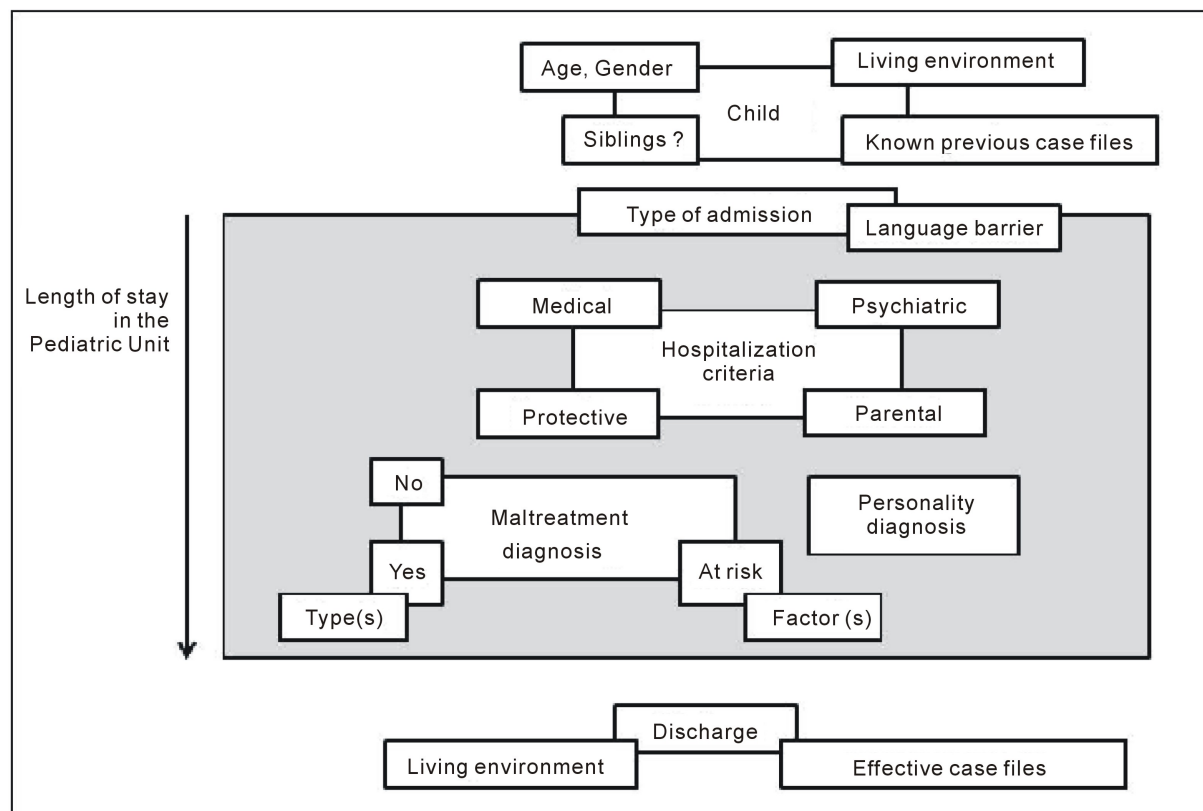 Age, Gender
Living environment
Child
Siblings ?
Known previous case files
Type of admission
Language barrier
Length of stay
in the
Pediatric Unit
Medical
Psychiatric
Hospitalization
criteria
Protective
Parental
No
Maltreatment
diagnosis
Personality
diagnosis
Yes
At risk
Type(s)
Factor (s)
Discharge
Living environment
Effective case files